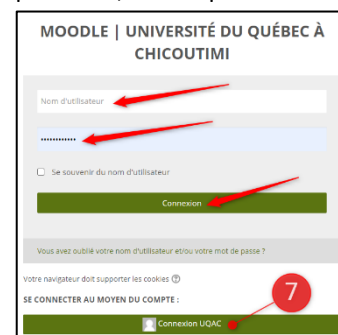 MOODLE | UNIVERSITÉ DU QUÉBEC À
CHICOUTIMI
Nom d'utilisateur
••••••••••••
Se souvenir du nom d'utilisateur
Connexion
Vous avez oublié votre nom d'utilisateur et/ou votre mot de passe ?
Votre navigateur doit supporter les cookies
SE CONNECTER AU MOYEN DU COMPTE :
7
Connexion UQAC